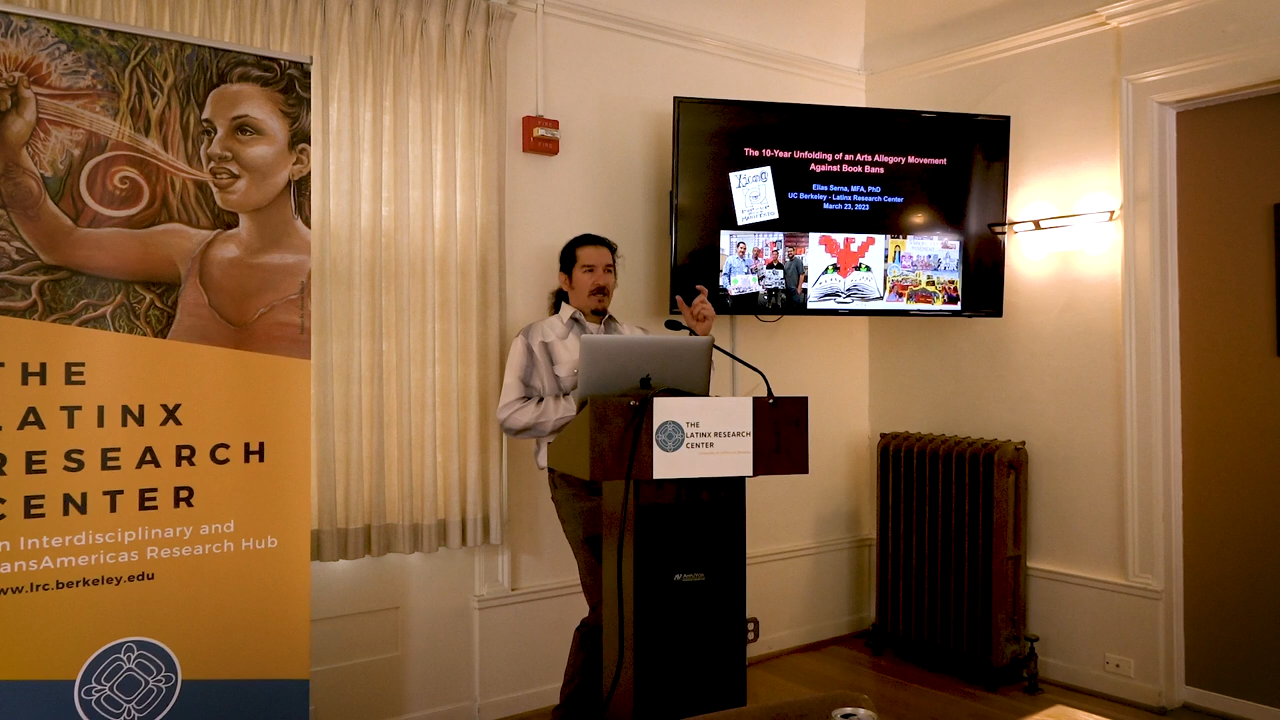 THE
LATINX
RESEARCH
CENTER
n Interdisciplinary and
ansAmericas Research Hub
ww.lrc.berkeley.edu
FIRE
The 10-Year Unfolding of an Arts Allegory Movement
Against Book Bans
Elias Serna, MFA, PhD
UC Berkeley - Latinx Research Center
March 23, 2023
THE
LATINX RESEARCH
CENTER